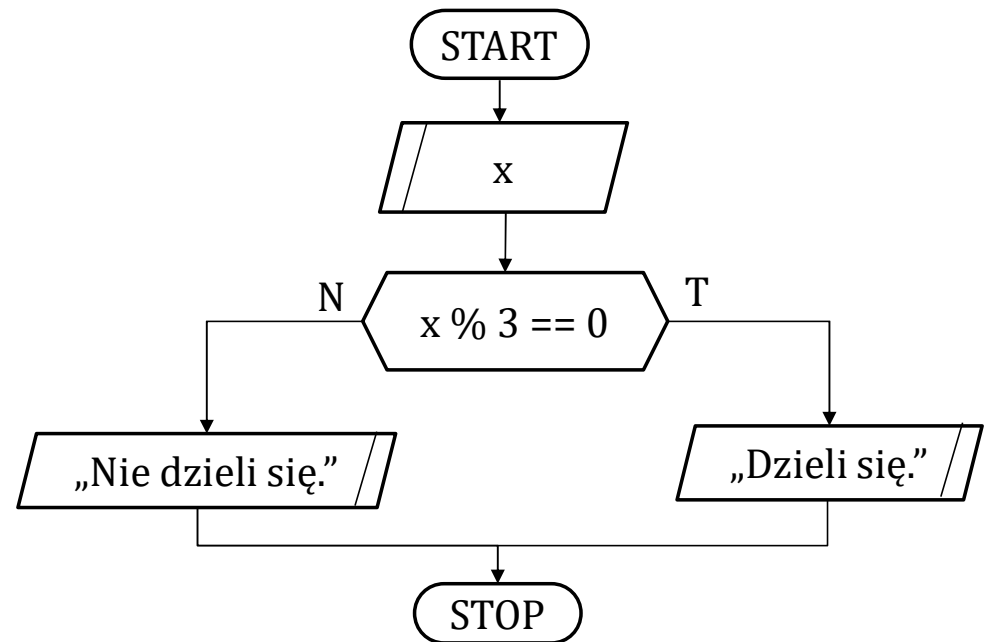 START
x
N
x % 3 == 0
T
„Nie dzieli się.”
„Dzieli się.”
STOP